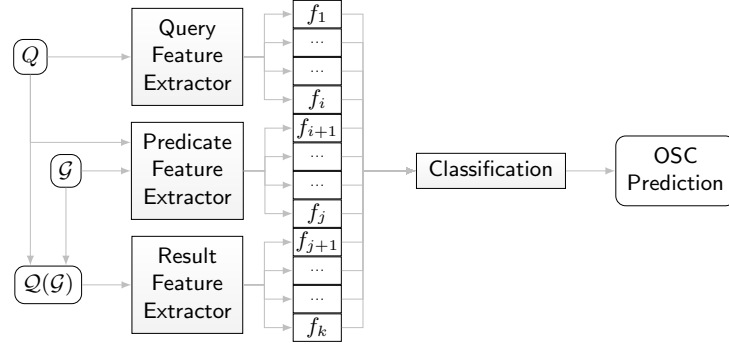 Q
G
Q(G)
Query
Feature
Extractor
Predicate
Feature
Extractor
Result
Feature
Extractor
f₁
...
...
fᵢ
fᵢ₊₁
...
...
fⱼ
fⱼ₊₁
...
...
fₖ
Classification
OSC
Prediction